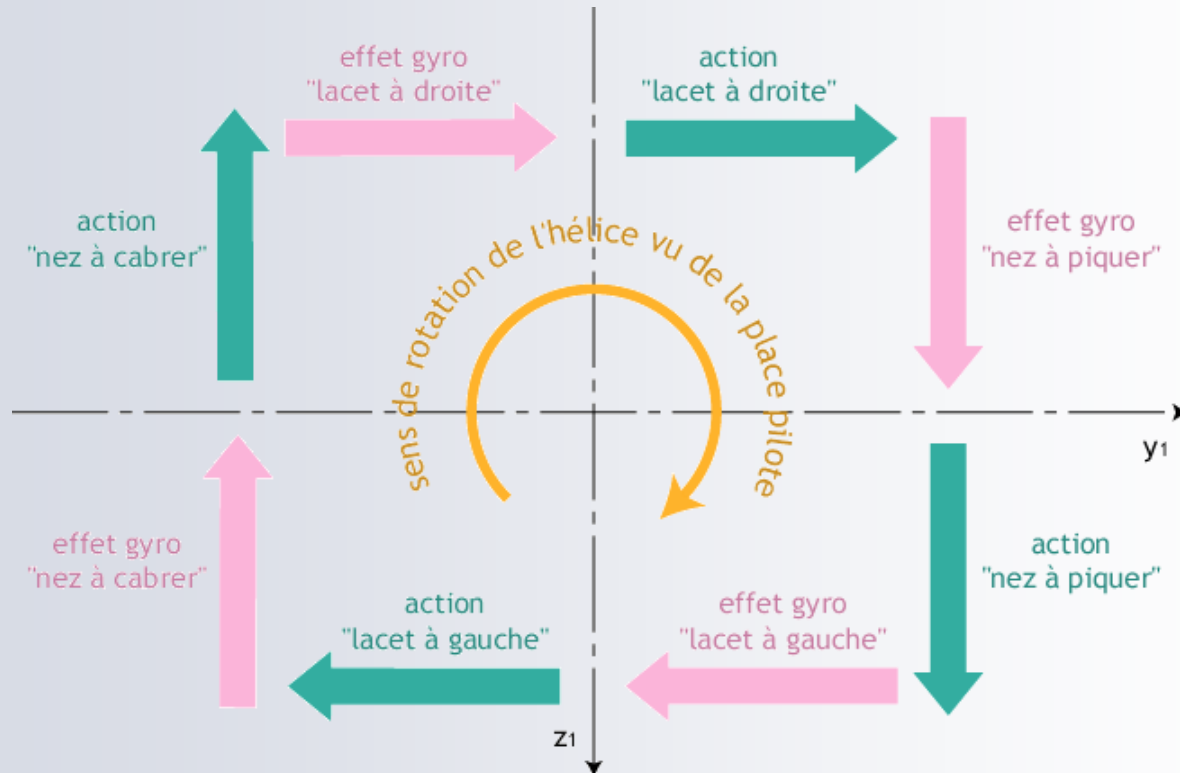 effet gyro
"lacet à droite"
action
"lacet à droite"
action
"nez à cabrer"
effet gyro
"nez à piquer"
sens de rotation de l'hélice vu de la place pilote
y1
effet gyro
"nez à cabrer"
action
"nez à piquer"
action
"lacet à gauche"
effet gyro
"lacet à gauche"
z1